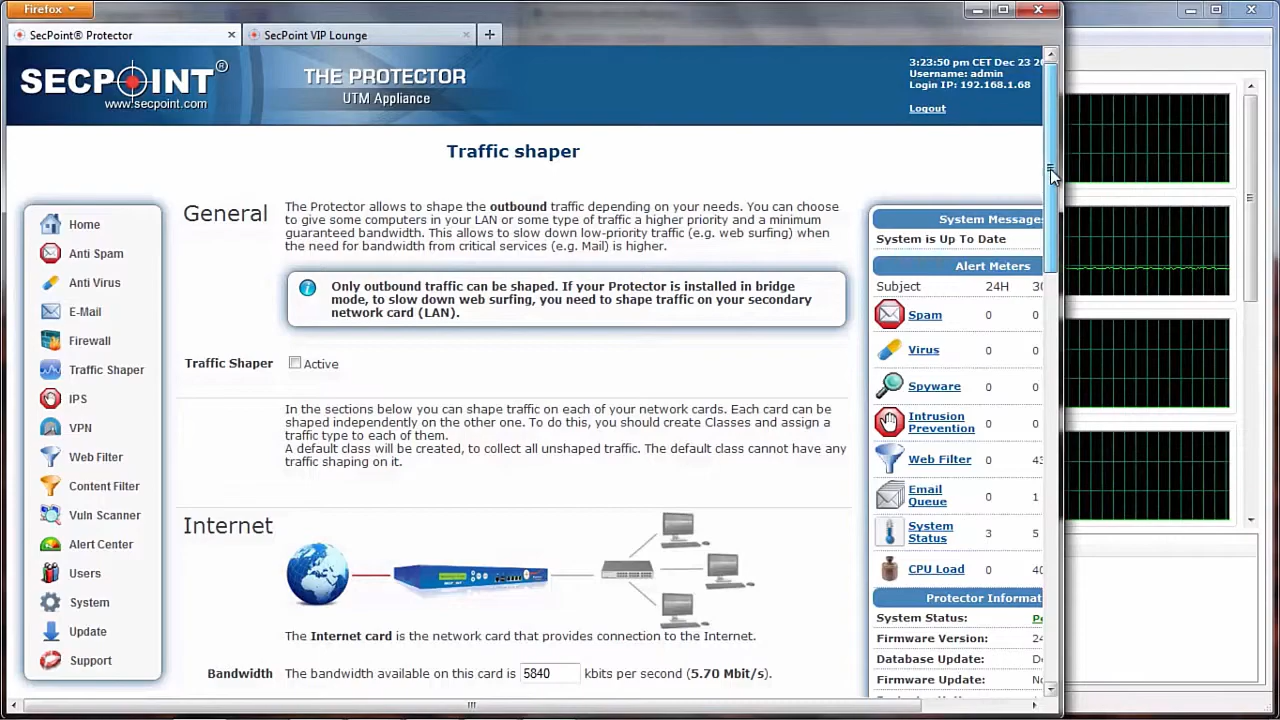 Firefox
SecPoint® Protector
SecPoint VIP Lounge
SECPOINT®
www.secpoint.com
THE PROTECTOR
UTM Appliance
3:23:50 pm CET Dec 23 20
Username: admin
Login IP: 192.168.1.68
Logout
Traffic shaper
Home
Anti Spam
Anti Virus
E-Mail
Firewall
Traffic Shaper
IPS
VPN
Web Filter
Content Filter
Vuln Scanner
Alert Center
Users
System
Update
Support
General
The Protector allows to shape the outbound traffic depending on your needs. You can choose
to give some computers in your LAN or some type of traffic a higher priority and a minimum
guaranteed bandwidth. This allows to slow down low-priority traffic (e.g. web surfing) when
the need for bandwidth from critical services (e.g. Mail) is higher.
Only outbound traffic can be shaped. If your Protector is installed in bridge
mode, to slow down web surfing, you need to shape traffic on your secondary
network card (LAN).
Traffic Shaper Active
In the sections below you can shape traffic on each of your network cards. Each card can be
shaped independently on the other one. To do this, you should create Classes and assign a
traffic type to each of them.
A default class will be created, to collect all unshaped traffic. The default class cannot have any
traffic shaping on it.
Internet
The Internet card is the network card that provides connection to the Internet.
Bandwidth The bandwidth available on this card is 5840 kbits per second (5.70 Mbit/s).
System Messages
System is Up To Date
Alert Meters
Subject 24H 30
Spam 0 0
Virus 0 0
Spyware 0 0
Intrusion
Prevention 0 0
Web Filter 0 43
Email
Queue 0 1
System
Status 3 5
CPU Load 0 40
Protector Informat
System Status:
Firmware Version: 24
Database Update:
Firmware Update: